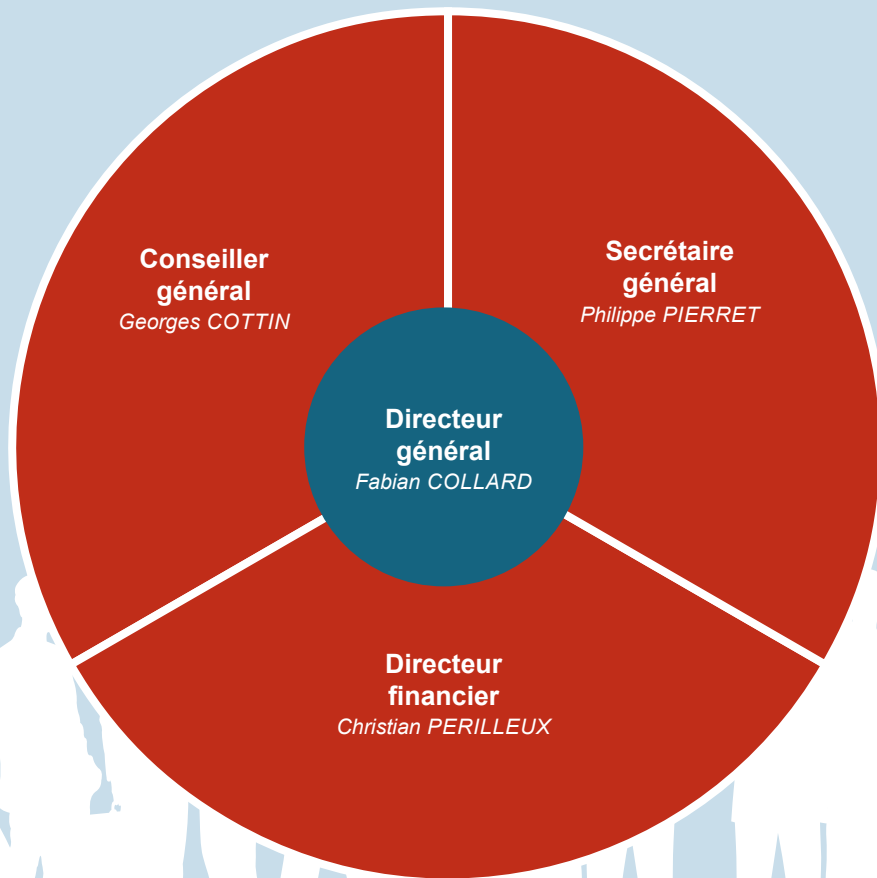 Conseiller
général
Georges COTTIN
Secrétaire
général
Philippe PIERRET
Directeur
général
Fabian COLLARD
Directeur
financier
Christian PERILLEUX